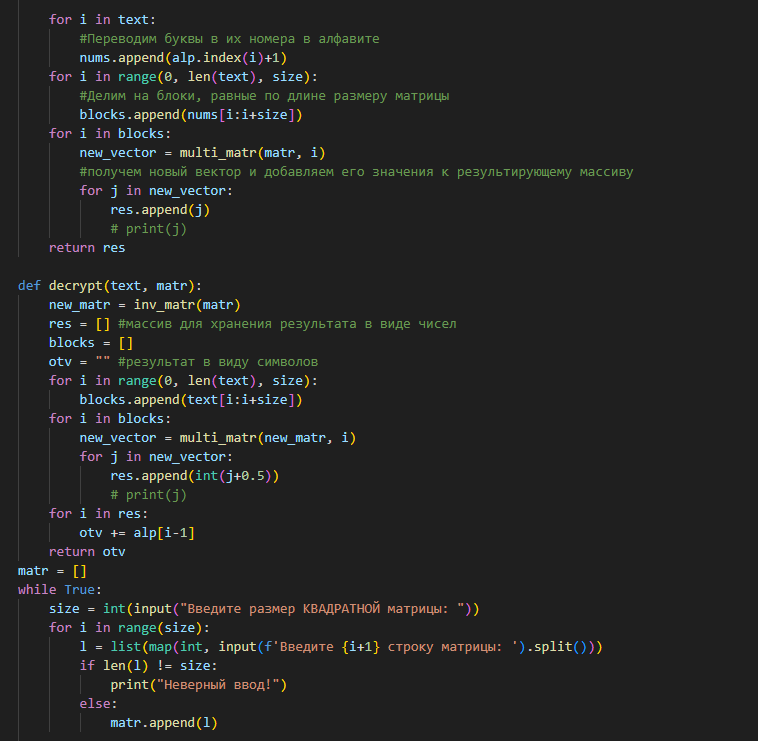 for i in text:
#Переводим буквы в их номера в алфавите
nums.append(alp.index(i)+1)
for i in range(0, len(text), size):
#Делим на блоки, равные по длине размеру матрицы
blocks.append(nums[i:i+size])
for i in blocks:
new_vector = multi_matr(matr, i)
#получем новый вектор и добавляем его значения к результирующему массиву
for j in new_vector:
res.append(j)
# print(j)
return res
def decrypt(text, matr):
new_matr = inv_matr(matr)
res = [] #массив для хранения результата в виде чисел
blocks = []
otv = "" #результат в виду символов
for i in range(0, len(text), size):
blocks.append(text[i:i+size])
for i in blocks:
new_vector = multi_matr(new_matr, i)
for j in new_vector:
res.append(int(j+0.5))
# print(j)
for i in res:
otv += alp[i-1]
return otv
matr = []
while True:
size = int(input("Введите размер КВАДРАТНОЙ матрицы: "))
for i in range(size):
l = list(map(int, input(f'Введите {i+1} строку матрицы: ').split()))
if len(l) != size:
print("Неверный ввод!")
else:
matr.append(l)